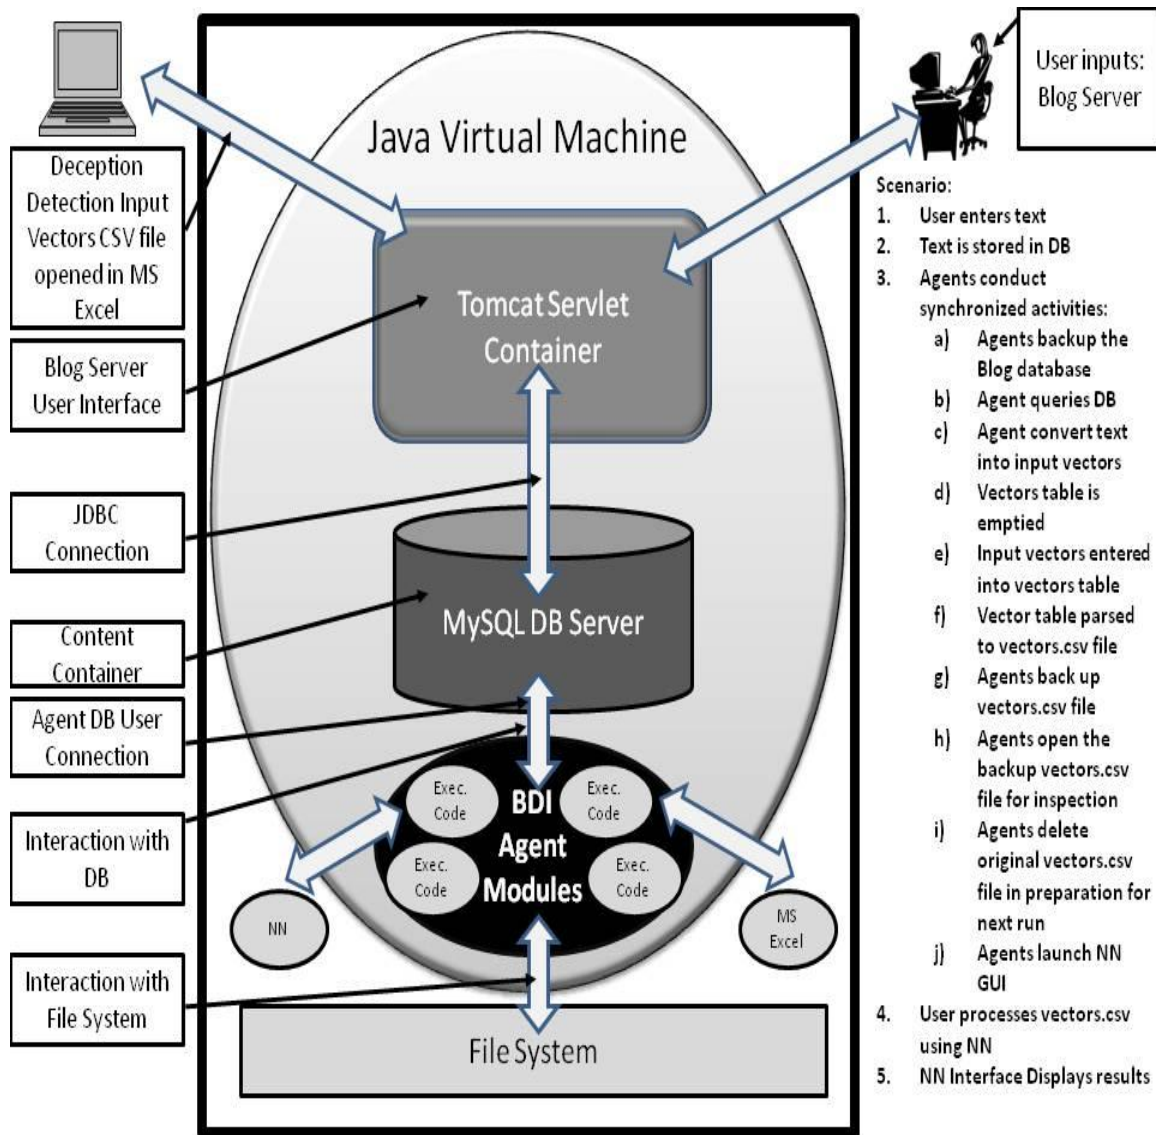 Deception
Detection Input
Vectors CSV file
opened in MS
Excel
Blog Server
User Interface
JDBC
Connection
Content
Container
Agent DB User
Connection
Interaction with
DB
Interaction with
File System
Java Virtual Machine
Tomcat Servlet
Container
MySQL DB Server
Exec.
Code
Exec.
Code
BDI
Agent
Modules
Exec.
Code
Exec.
Code
NN
MS
Excel
File System
User inputs:
Blog Server
Scenario:
1. User enters text
2. Text is stored in DB
3. Agents conduct
synchronized activities:
a) Agents backup the
Blog database
b) Agent queries DB
c) Agent convert text
into input vectors
d) Vectors table is
emptied
e) Input vectors entered
into vectors table
f) Vector table parsed
to vectors.csv file
g) Agents back up
vectors.csv file
h) Agents open the
backup vectors.csv
file for inspection
i) Agents delete
original vectors.csv
file in preparation for
next run
j) Agents launch NN
GUI
4. User processes vectors.csv
using NN
5. NN Interface Displays results